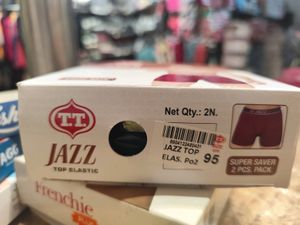 TT
JAZZ
TOP ELASTIC
Net Qty.: 2N.
JAZZ TOP
ELAS. Po2 95
SUPER SAVER
2 PCS. PACK
Frenchie